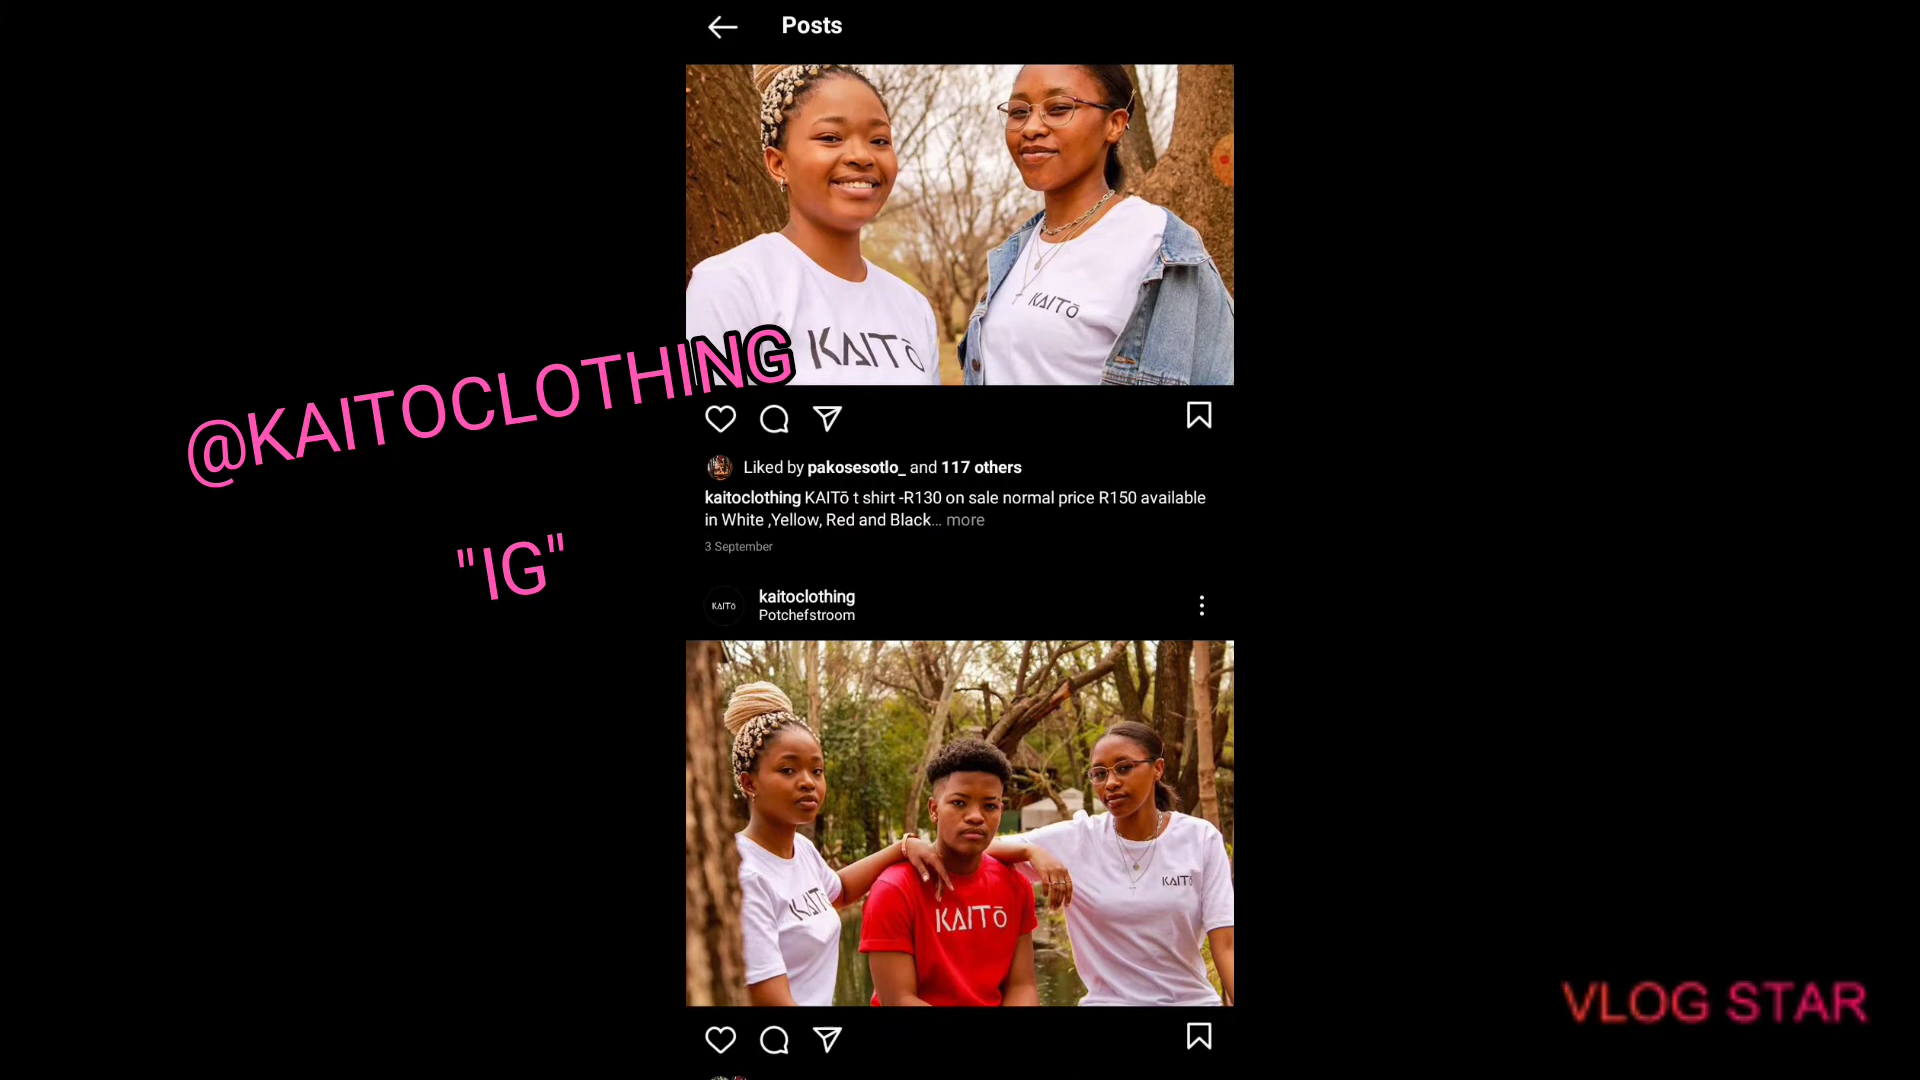 Posts
KAITō
KAITō
@KAITOCLOTHING
Liked by pakosesotlo_ and 117 others
kaitoclothing KAITō t shirt -R130 on sale normal price R150 available
in White ,Yellow, Red and Black... more
3 September
"IG"
KAITō
kaitoclothing
Potchefstroom
KAITō
KAITō
KAITō
VLOG STAR